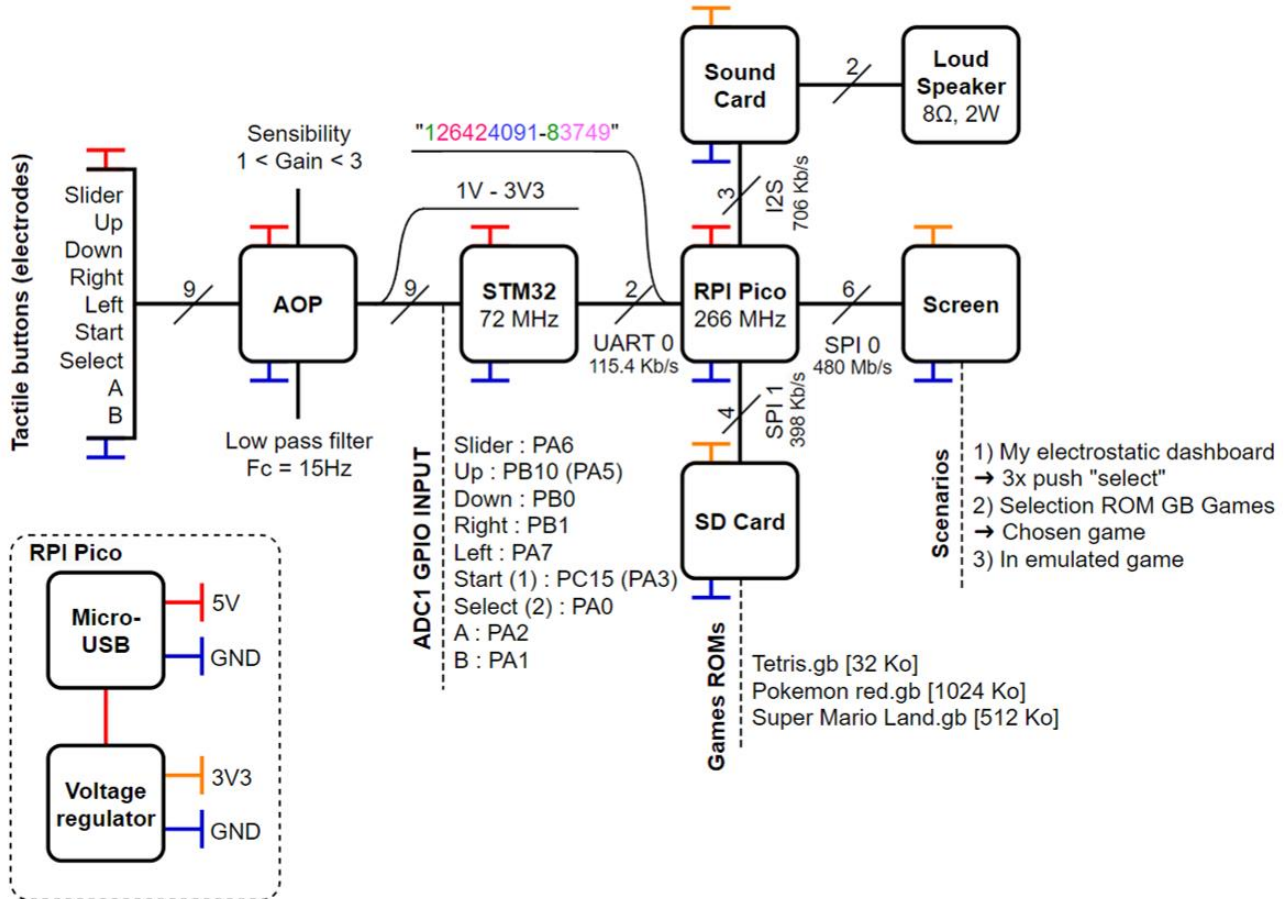 Sound
Card
2
Loud
Speaker
8Ω, 2W
3
I2S
706 Kb/s
Sensibility
1 < Gain < 3
"126424091-83749"
1V - 3V3
Tactile buttons (electrodes)
Slider
Up
Down
Right
Left
Start
Select
A
B
9
AOP
9
STM32
72 MHz
2
UART 0
115.4 Kb/s
RPI Pico
266 MHz
6
SPI 0
480 Mb/s
Screen
Low pass filter
Fc = 15Hz
4
SPI 1
398 Kb/s
SD Card
ADC1 GPIO INPUT
Slider : PA6
Up : PB10 (PA5)
Down : PB0
Right : PB1
Left : PA7
Start (1) : PC15 (PA3)
Select (2) : PA0
A : PA2
B : PA1
Scenarios
1) My electrostatic dashboard
➔ 3x push "select"
2) Selection ROM GB Games
➔ Chosen game
3) In emulated game
Games ROMs
Tetris.gb [32 Ko]
Pokemon red.gb [1024 Ko]
Super Mario Land.gb [512 Ko]
RPI Pico
Micro-
USB
5V
GND
Voltage
regulator
3V3
GND